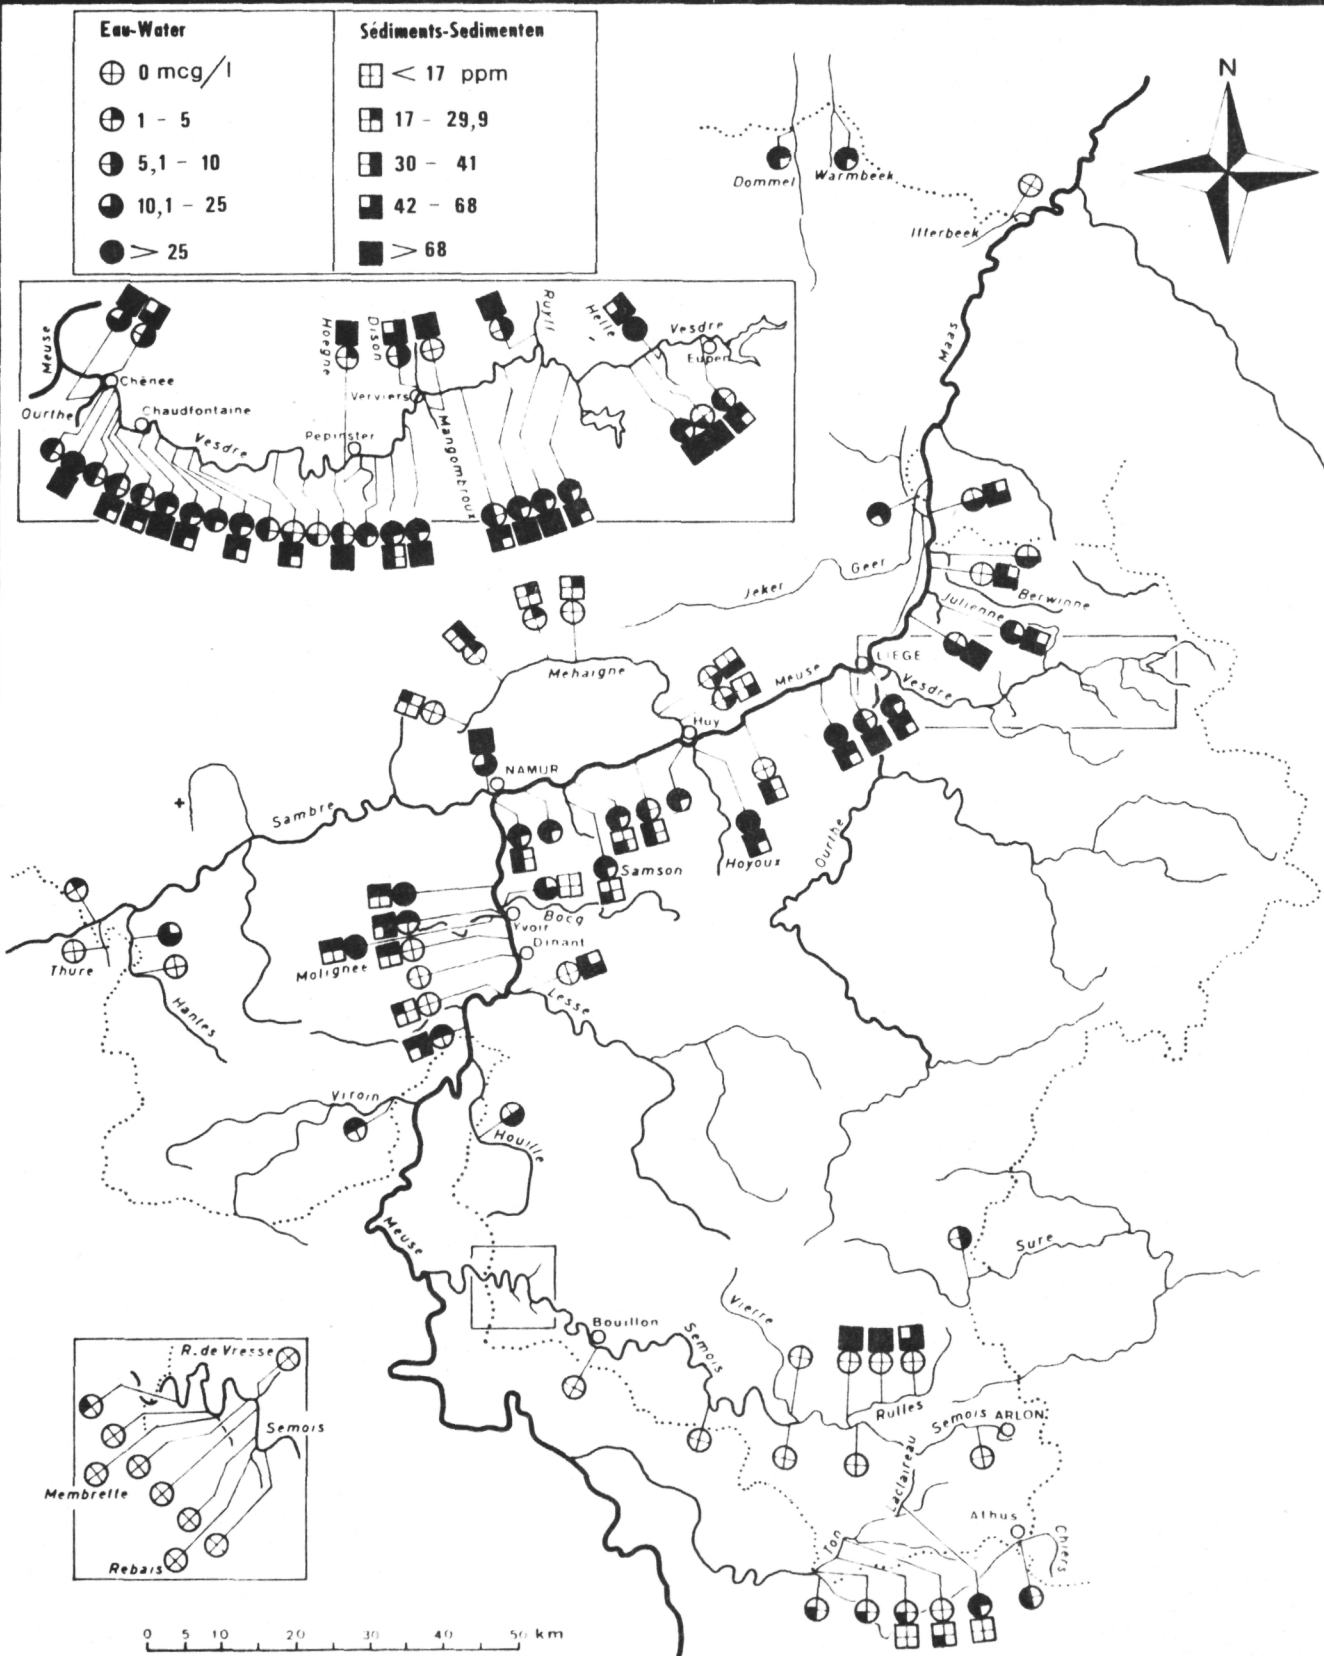 Eau-Water
0 mcg/l
1 - 5
5,1 - 10
10,1 - 25
> 25
Sédiments-Sedimenten
< 17 ppm
17 - 29,9
30 - 41
42 - 68
> 68
N
Dommel
Warmbeek
Itterbeek
Maas
Meuse
Chênee
Ourthe
Chaudfontaine
Vesdre
Hoegne
Dison
Verviers
Pepinster
Mangombroux
Ruyff
Helle
Vesdre
Eupen
Jeker
Geer
Berwinne
Julienne
LIEGE
Vesdre
Mehaigne
Meuse
Huy
NAMUR
Sambre
+
Samson
Hoyoux
Ourthe
Bocq
Yvoir
Dinant
Molignee
Lesse
Thure
Hantes
Viroin
Houille
Meuse
Sure
Vierre
Bouillon
Semois
Rulles
Semois
ARLON
Laclaireau
Athus
Ton
Chiers
R. de Vresse
Semois
Membrette
Rebais
0 5 10 20 30 40 50 km